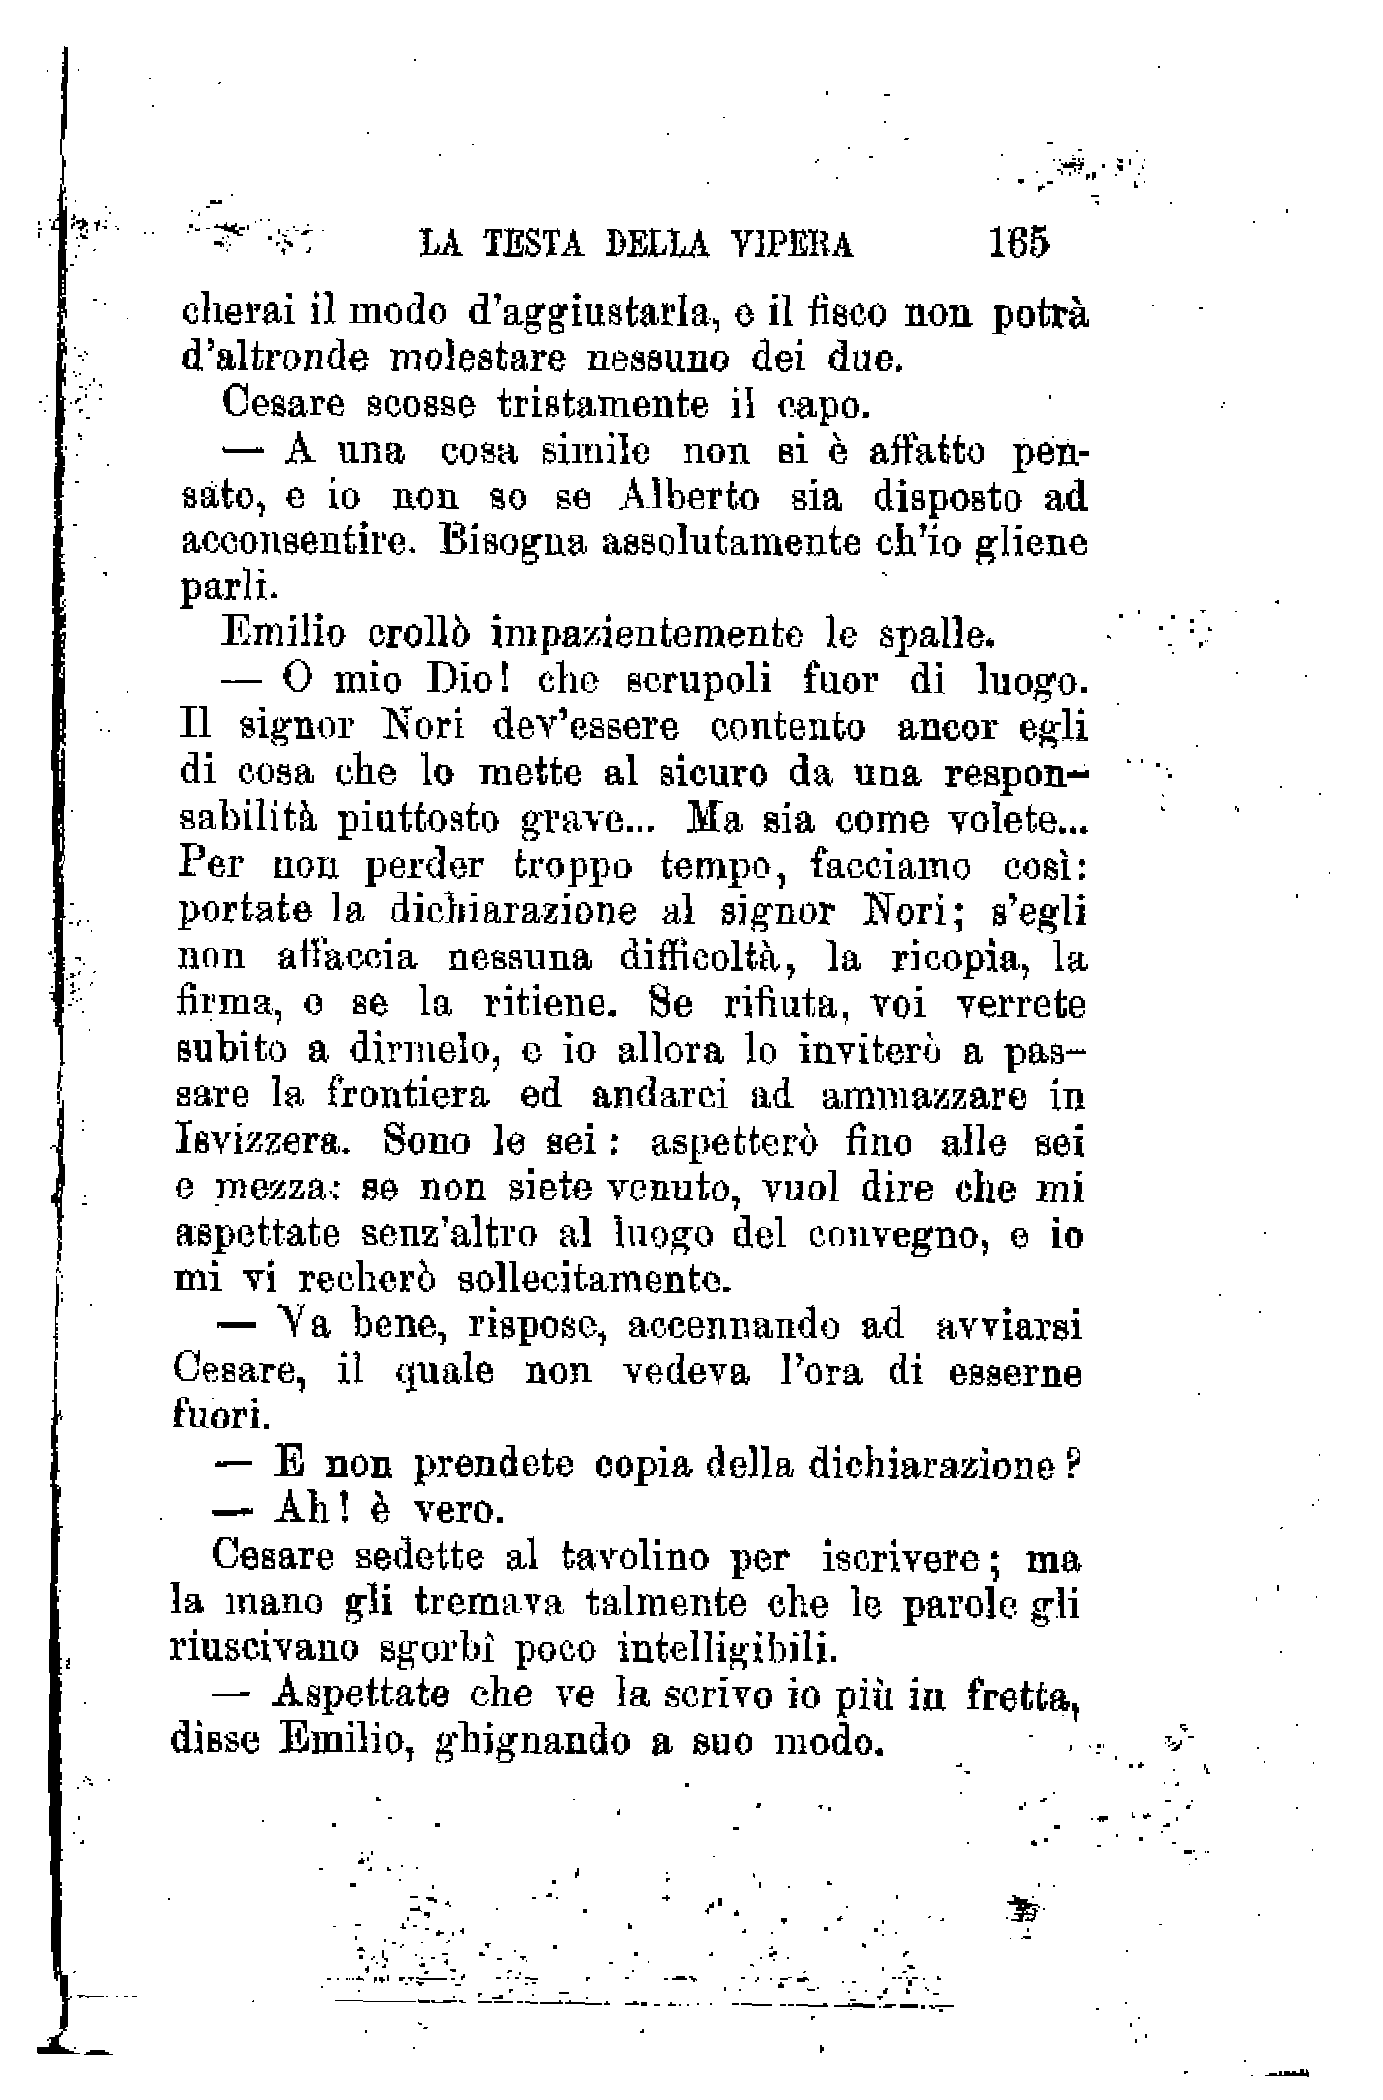 LA TESTA DELLA VIPERA 165
cherai il modo d'aggiustarla, e il fisco non potrà
d'altronde molestare nessuno dei due.
Cesare scosse tristamente il capo.
— A una cosa simile non si è affatto pen-
sato, e io non so se Alberto sia disposto ad
acconsentire. Bisogna assolutamente ch'io gliene
parli.
Emilio crollò impazientemente le spalle.
— O mio Dio! che scrupoli fuor di luogo.
Il signor Nori dev'essere contento ancor egli
di cosa che lo mette al sicuro da una respon-
sabilità piuttosto grave... Ma sia come volete...
Per non perder troppo tempo, facciamo così:
portate la dichiarazione al signor Nori; s'egli
non affaccia nessuna difficoltà, la ricopia, la
firma, e se la ritiene. Se rifiuta, voi verrete
subito a dirmelo, e io allora lo inviterò a pas-
sare la frontiera ed andarci ad ammazzare in
Isvizzera. Sono le sei: aspetterò fino alle sei
e mezza: se non siete venuto, vuol dire che mi
aspettate senz'altro al luogo del convegno, e io
mi vi recherò sollecitamente.
— Va bene, rispose, accennando ad avviarsi
Cesare, il quale non vedeva l'ora di esserne
fuori.
— E non prendete copia della dichiarazione?
— Ah! è vero.
Cesare sedette al tavolino per iscrivere; ma
la mano gli tremava talmente che le parole gli
riuscivano sgorbî poco intelligibili.
— Aspettate che ve la scrivo io più in fretta,
disse Emilio, ghignando a suo modo.